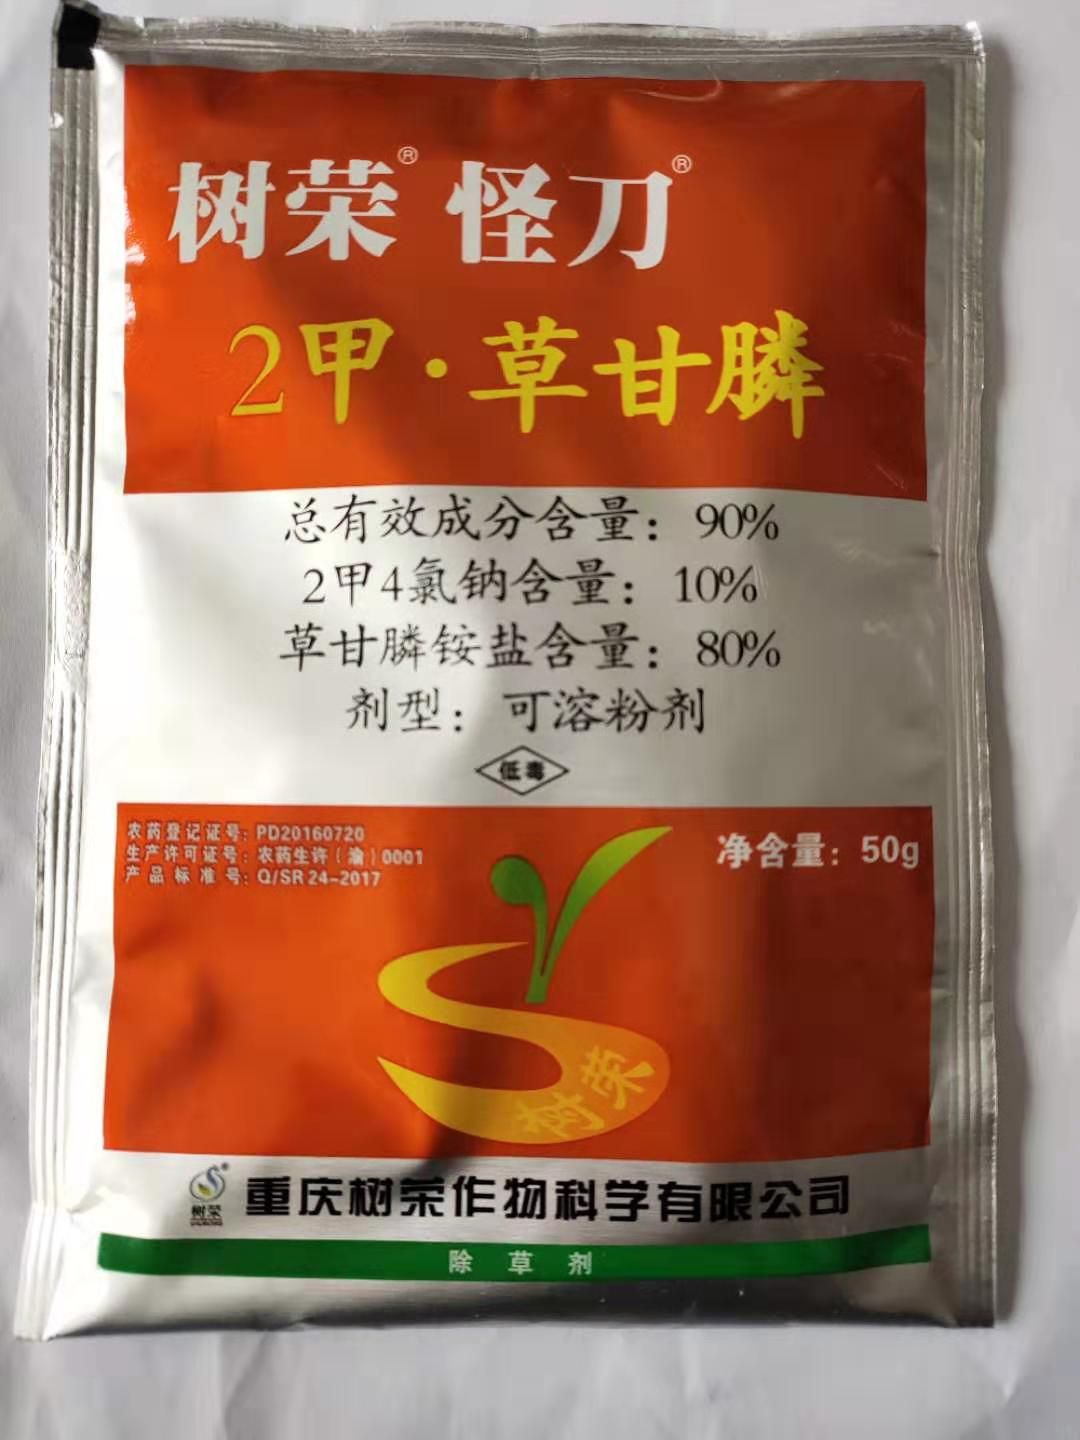 树荣® 怪刀®
2甲·草甘膦
总有效成分含量：90%
2甲4氯钠含量：10%
草甘膦铵盐含量：80%
剂型：可溶粉剂
低毒
农药登记证号：PD20160720
生产许可证号：农药生许（渝）0001
产品标准号：Q/SR 24-2017
净含量：50g
树荣
树荣®
重庆树荣作物科学有限公司
除草剂